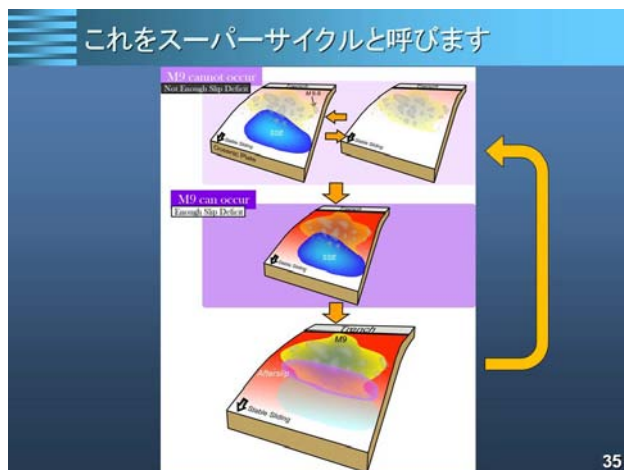 これをスーパーサイクルと呼びます
M9 cannot occur
Not Enough Slip Deficit
SSE
Stable Sliding
Oceanic Plate
Stable Sliding
M9 can occur
Enough Slip Deficit
SSE
Stable Sliding
Trench
M9
Afterslip
Stable Sliding
35